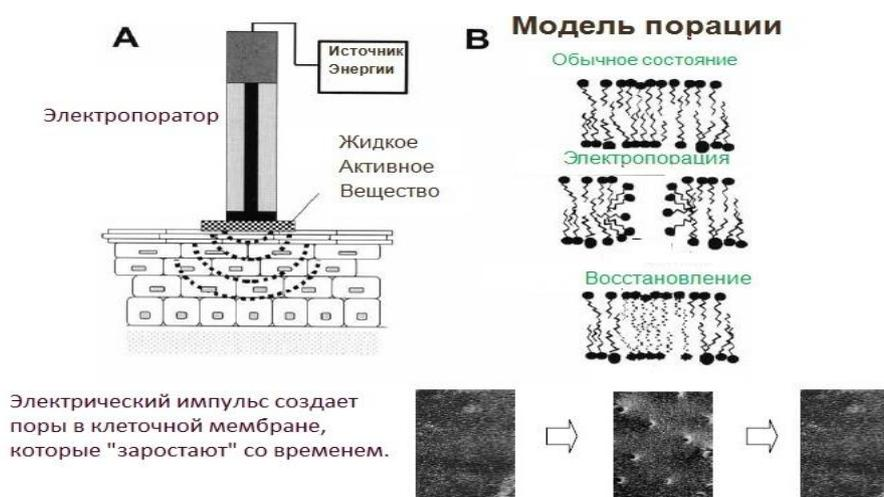 A
Источник
Энергии
Электропоратор
Жидкое
Активное
Вещество
B
Модель порации
Обычное состояние
Электропорация
Восстановление
Электрический импульс создает
поры в клеточной мембране,
которые "заростают" со временем.